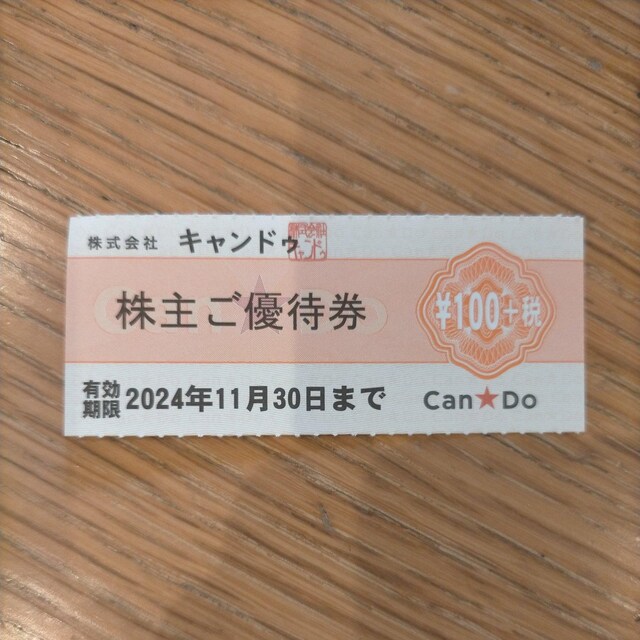 株式会社 キャンドゥ
株主ご優待券
¥100+税
有効期限 2024年11月30日まで
Can★Do